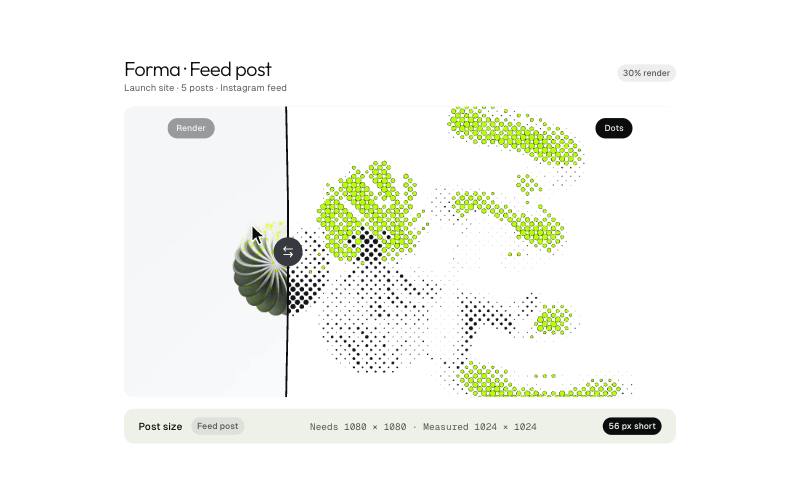 Forma · Feed post
30% render
Launch site · 5 posts · Instagram feed
Render
Dots
Post size
Feed post
Needs 1080 × 1080 · Measured 1024 × 1024
56 px short